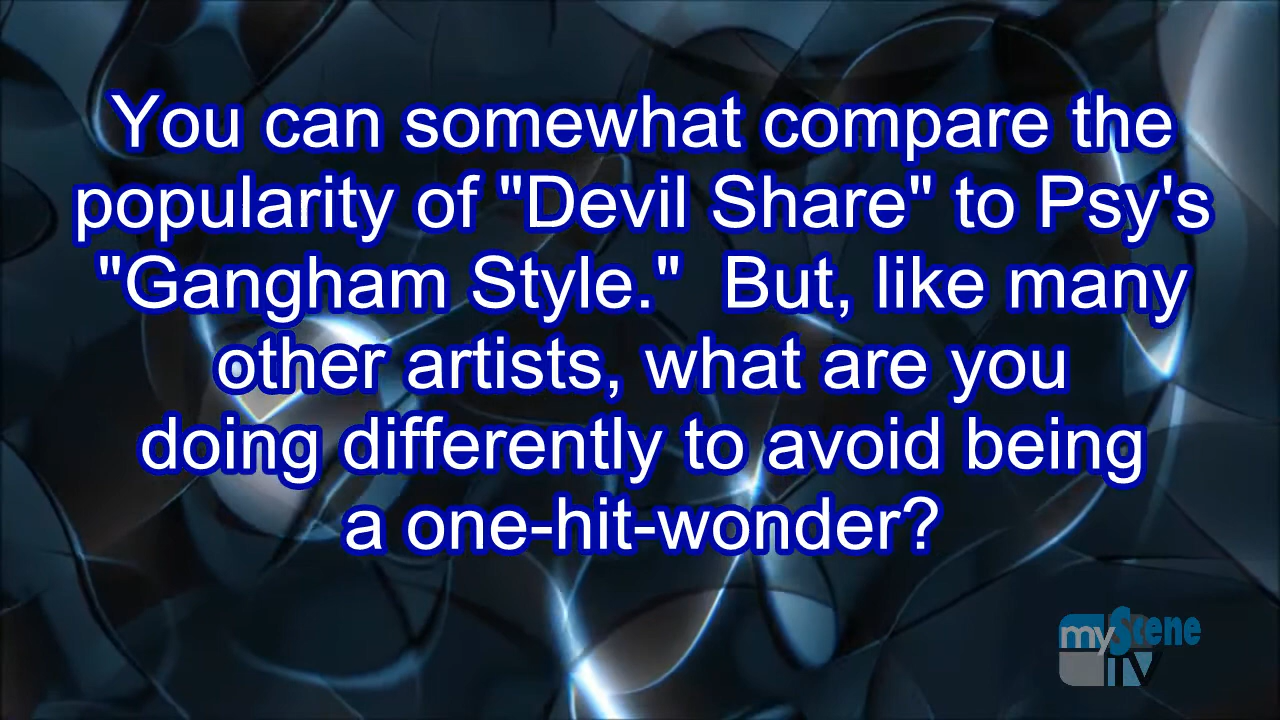 You can somewhat compare the
popularity of "Devil Share" to Psy's
"Gangham Style."  But, like many
other artists, what are you
doing differently to avoid being
a one-hit-wonder?
myScene
TV